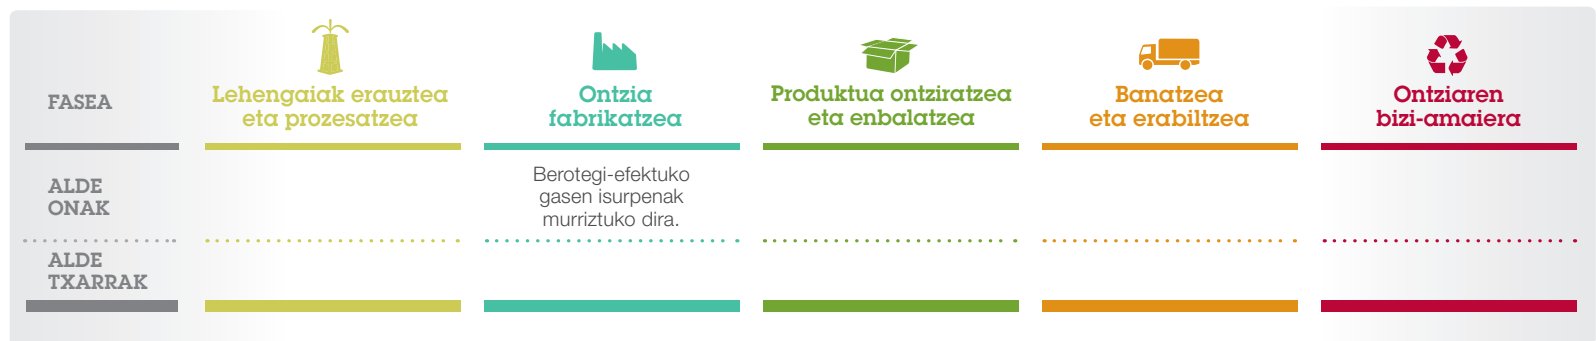 FASEA
Lehengaiak erauztea
eta prozesatzea
Ontzia
fabrikatzea
Produktua ontziratzea
eta enbalatzea
Banatzea
eta erabiltzea
Ontziaren
bizi-amaiera
ALDE
ONAK
Berotegi-efektuko
gasen isurpenak
murriztuko dira.
ALDE
TXARRAK